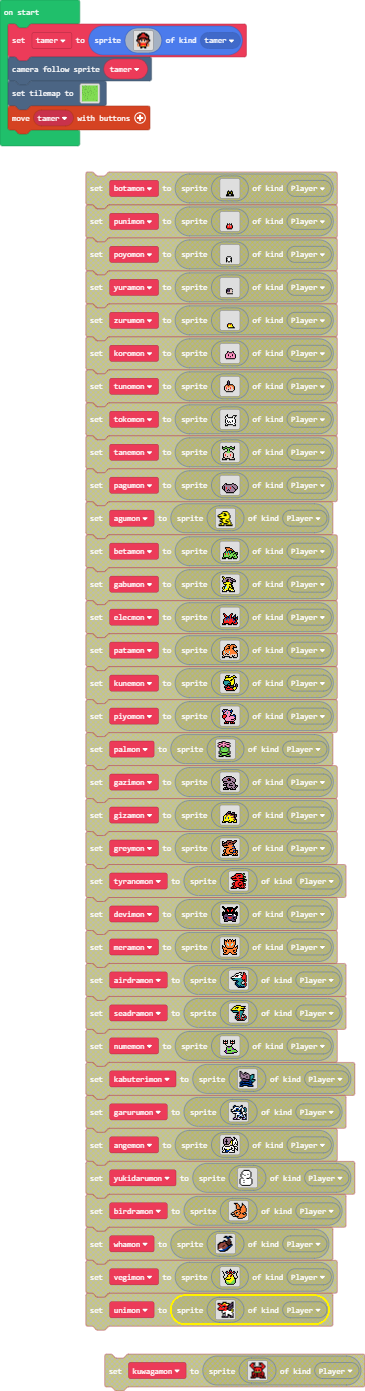 on start
set tamer to sprite of kind tamer
camera follow sprite tamer
set tilemap to
move tamer with buttons
set botamon to sprite of kind Player
set punimon to sprite of kind Player
set poyomon to sprite of kind Player
set yuramon to sprite of kind Player
set zurumon to sprite of kind Player
set koromon to sprite of kind Player
set tunomon to sprite of kind Player
set tokomon to sprite of kind Player
set tanemon to sprite of kind Player
set pagumon to sprite of kind Player
set agumon to sprite of kind Player
set betamon to sprite of kind Player
set gabumon to sprite of kind Player
set elecmon to sprite of kind Player
set patamon to sprite of kind Player
set kunemon to sprite of kind Player
set piyomon to sprite of kind Player
set palmon to sprite of kind Player
set gazimon to sprite of kind Player
set gizamon to sprite of kind Player
set greymon to sprite of kind Player
set tyranomon to sprite of kind Player
set devimon to sprite of kind Player
set meramon to sprite of kind Player
set airdramon to sprite of kind Player
set seadramon to sprite of kind Player
set numemon to sprite of kind Player
set kabuterimon to sprite of kind Player
set garurumon to sprite of kind Player
set angemon to sprite of kind Player
set yukidarumon to sprite of kind Player
set birdramon to sprite of kind Player
set whamon to sprite of kind Player
set vegimon to sprite of kind Player
set unimon to sprite of kind Player
set kuwagamon to sprite of kind Player